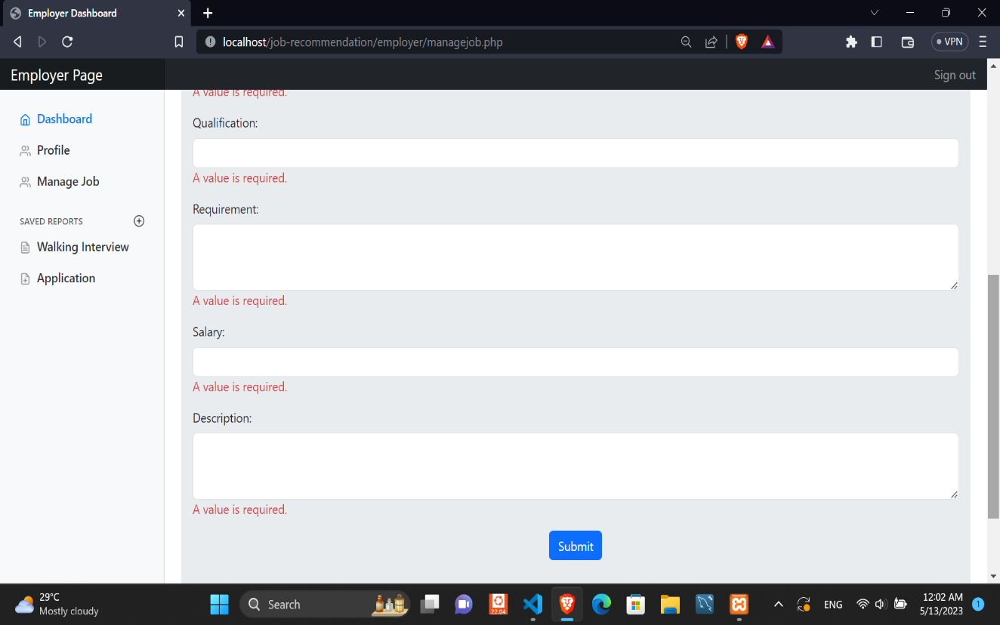 Employer Dashboard
localhost/job-recommendation/employer/managejob.php
VPN
Employer Page
Sign out
Dashboard
Profile
Manage Job
SAVED REPORTS
Walking Interview
Application
A value is required.
Qualification:
A value is required.
Requirement:
A value is required.
Salary:
A value is required.
Description:
A value is required.
Submit
29°C
Mostly cloudy
Search
22.04
ENG
12:02 AM
5/13/2023
1